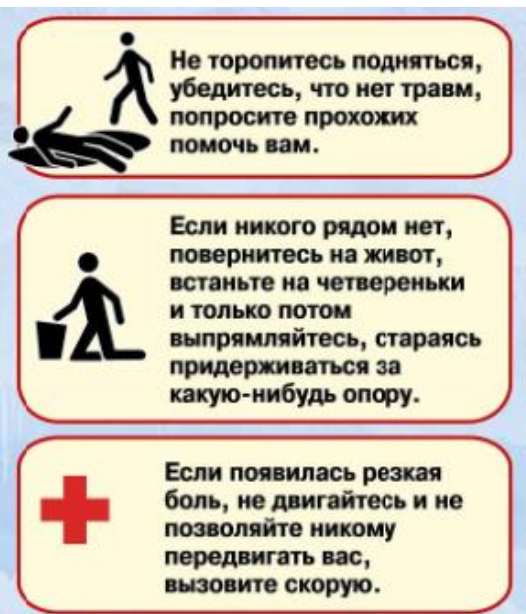 Не торопитесь подняться,
убедитесь, что нет травм,
попросите прохожих
помочь вам.
Если никого рядом нет,
повернитесь на живот,
встаньте на четвереньки
и только потом
выпрямляйтесь, стараясь
придерживаться за
какую-нибудь опору.
Если появилась резкая
боль, не двигайтесь и не
позволяйте никому
передвигать вас,
вызовите скорую.